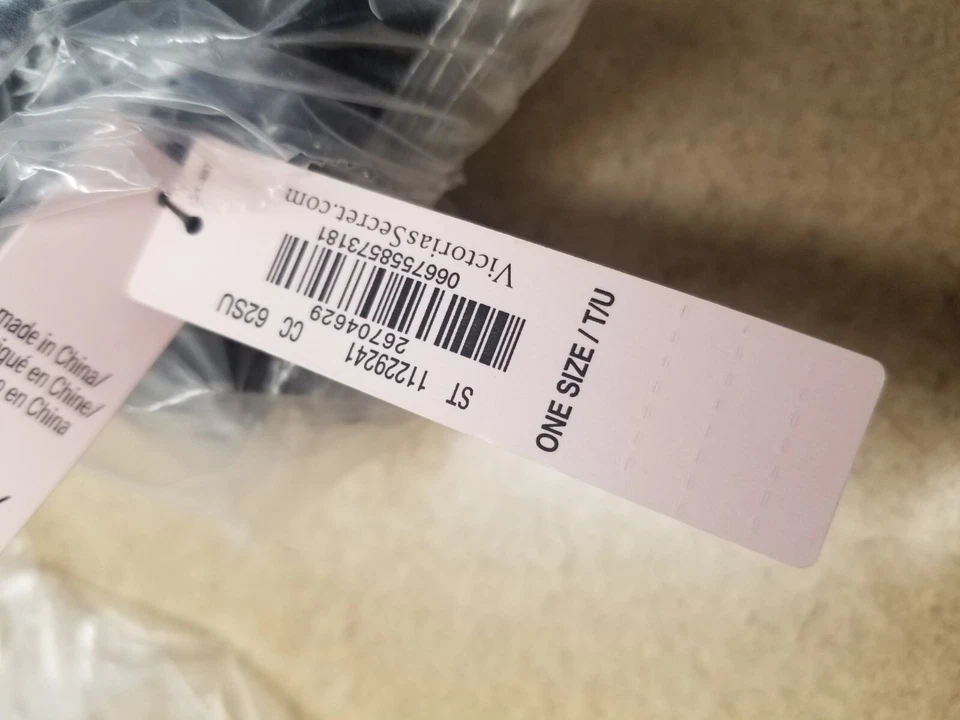 ST 11229241 CC 62SU
26704629
0667558573181
VictoriasSecret.com
ONE SIZE / T/U
made in China/
iqué en Chine/
en China